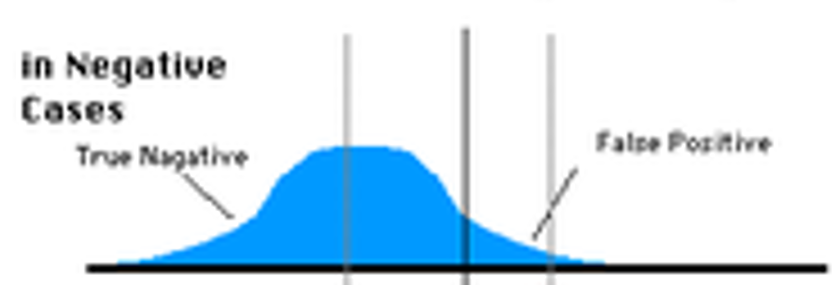 in Negative
Cases
True Nagative
False Positive